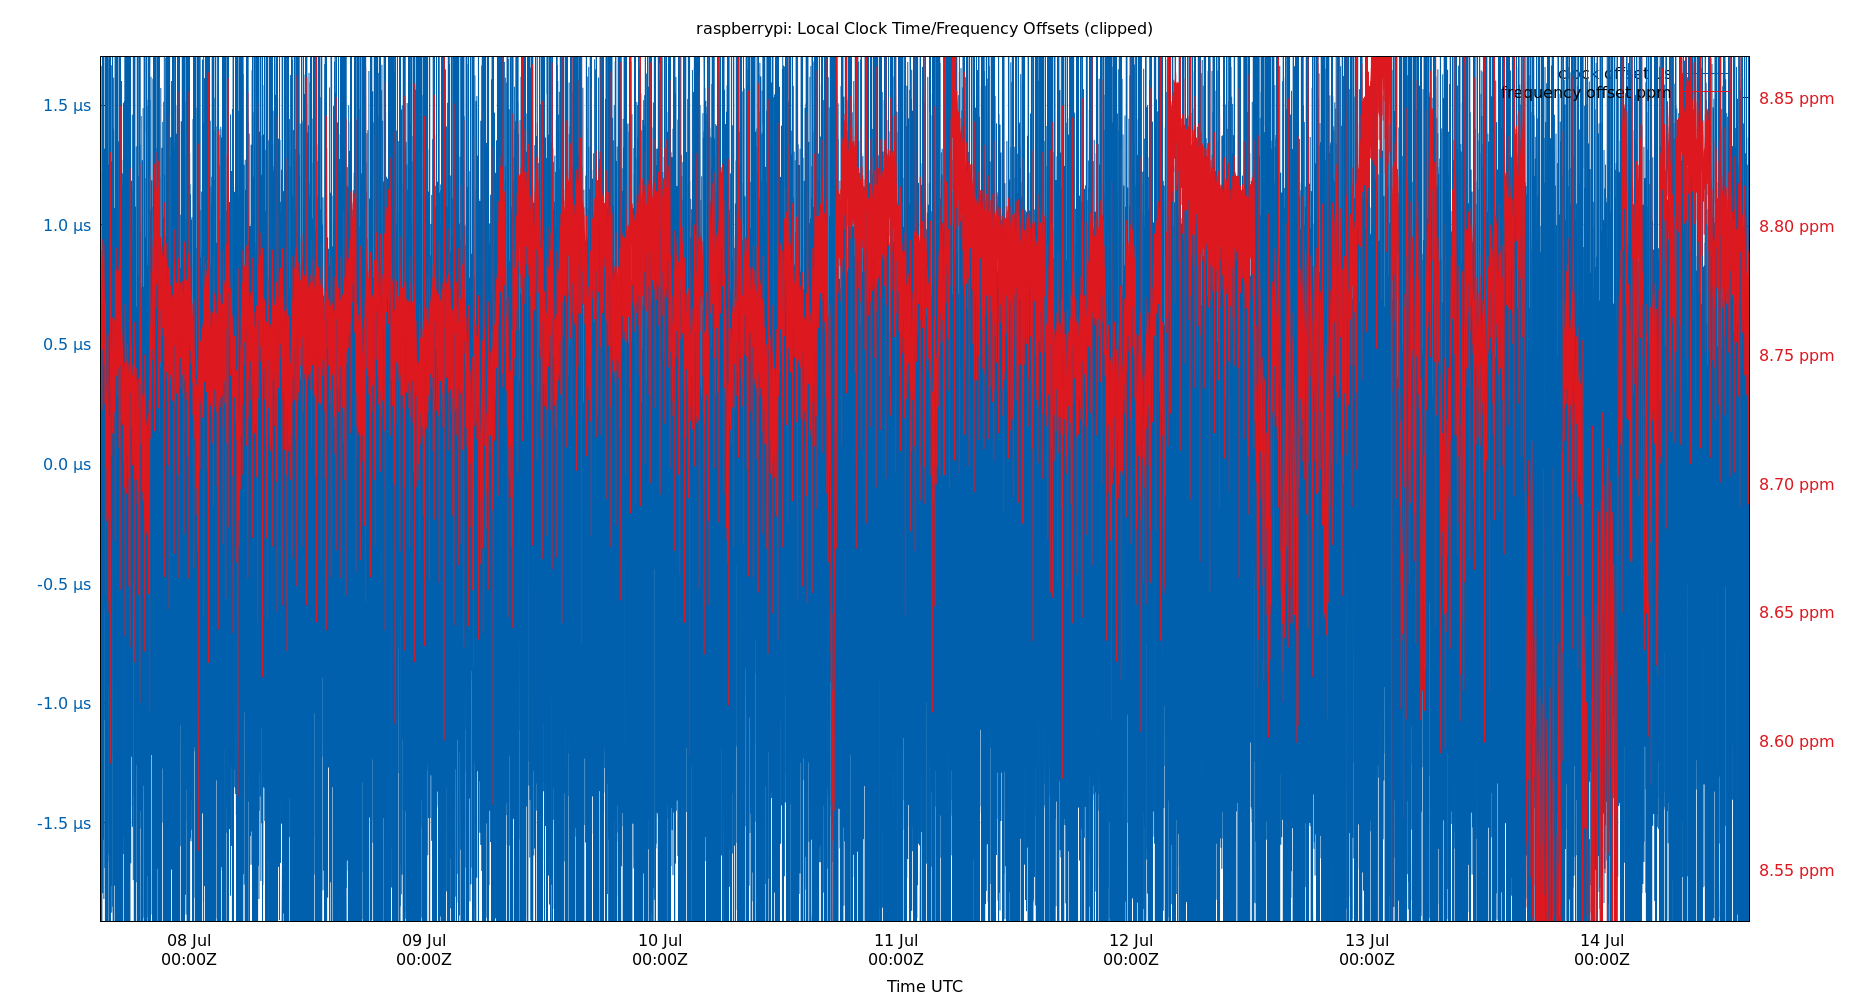 raspberrypi: Local Clock Time/Frequency Offsets (clipped)
clock offset µs
frequency offset ppm
1.5 µs
1.0 µs
0.5 µs
0.0 µs
-0.5 µs
-1.0 µs
-1.5 µs
8.85 ppm
8.80 ppm
8.75 ppm
8.70 ppm
8.65 ppm
8.60 ppm
8.55 ppm
08 Jul 09 Jul 10 Jul 11 Jul 12 Jul 13 Jul 14 Jul
00:00Z 00:00Z 00:00Z 00:00Z 00:00Z 00:00Z 00:00Z
Time UTC